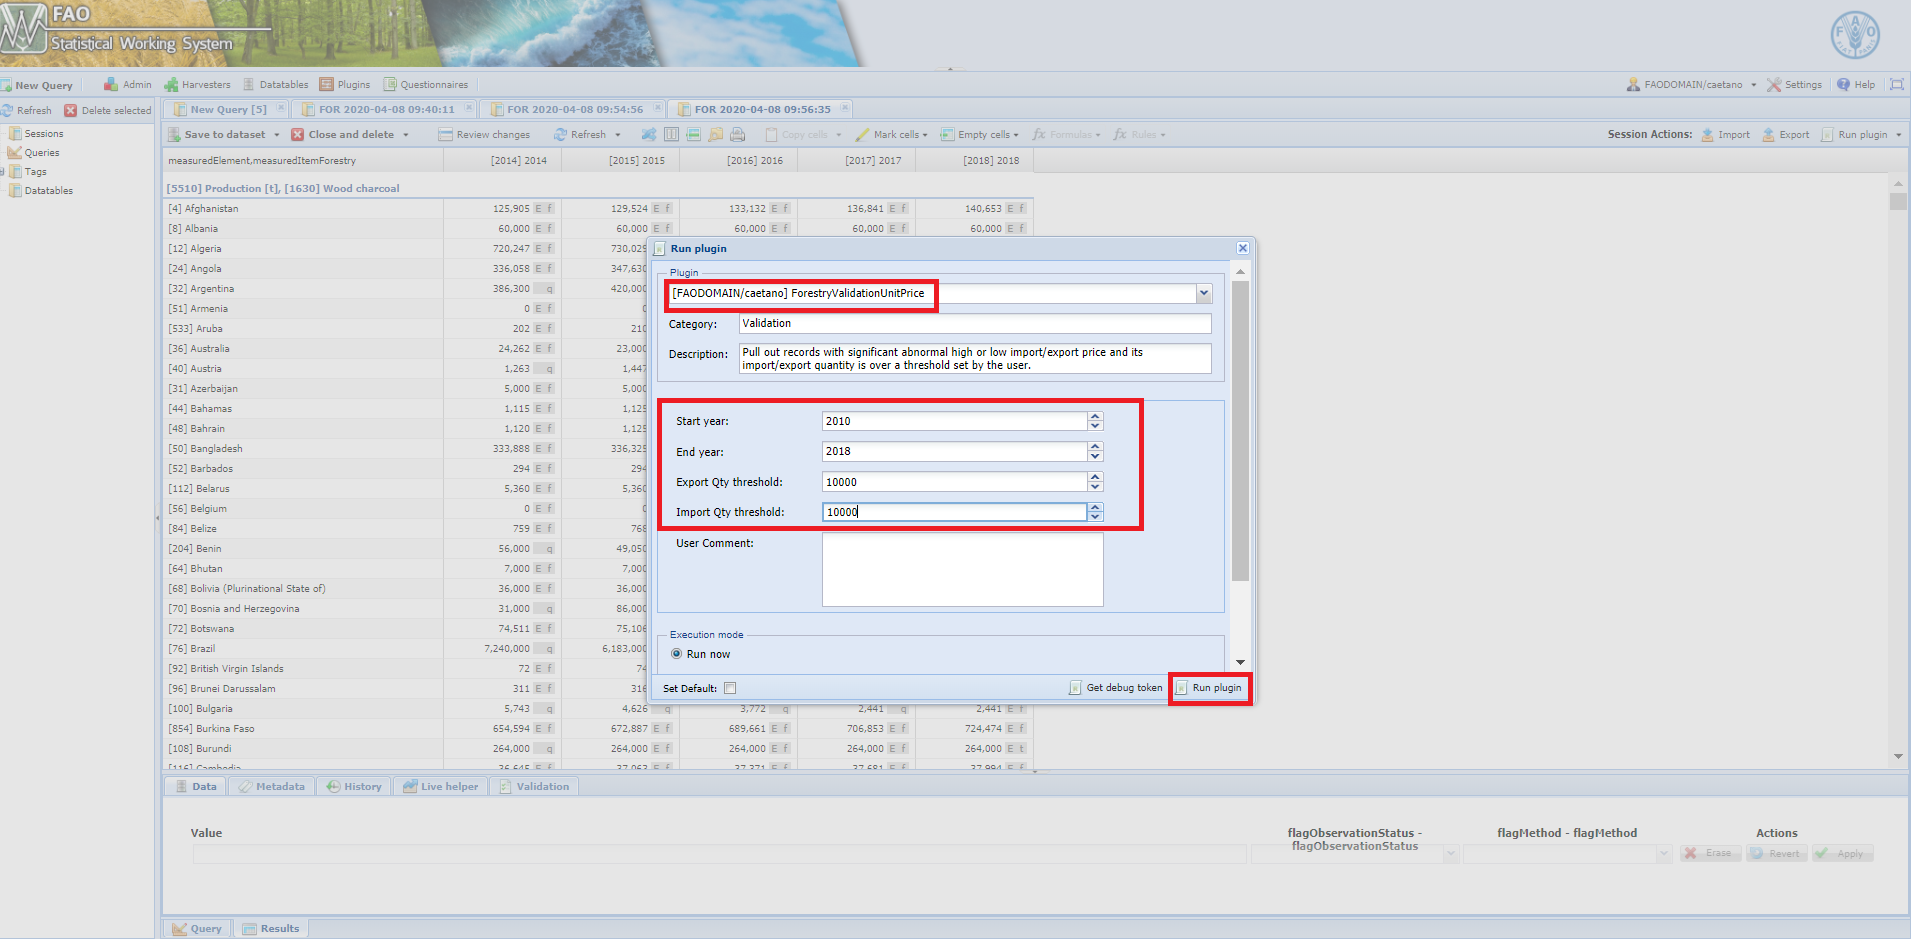 FAO
Statistical Working System
New Query Admin Harvesters Datatables Plugins Questionnaires FAODOMAIN/caetano Settings Help
Refresh Delete selected New Query [5] FOR 2020-04-08 09:40:11 FOR 2020-04-08 09:54:56 FOR 2020-04-08 09:56:35
Sessions
Queries
Tags
Datatables
Save to dataset Close and delete Review changes Refresh Copy cells Mark cells Empty cells fx Formulas fx Rules Session Actions: Import Export Run plugin
measuredElement,measuredItemForestry [2014] 2014 [2015] 2015 [2016] 2016 [2017] 2017 [2018] 2018
[5510] Production [t], [1630] Wood charcoal
[4] Afghanistan 125,905 E f 129,524 E f 133,132 E f 136,841 E f 140,653 E f
[8] Albania 60,000 E f 60,000 E f 60,000 E f 60,000 E f 60,000 E f
[12] Algeria 720,247 E f 730,029
[24] Angola 336,058 E f 347,630
[32] Argentina 386,300 q 420,000
[51] Armenia 0 E f 0
[533] Aruba 202 E f 210
[36] Australia 24,262 E f 23,000
[40] Austria 1,263 q 1,447
[31] Azerbaijan 5,000 E f 5,000
[44] Bahamas 1,115 E f 1,125
[48] Bahrain 1,120 E f 1,125
[50] Bangladesh 333,888 E f 336,325
[52] Barbados 294 E f 294
[112] Belarus 5,360 E f 5,360
[56] Belgium 0 E f 0
[84] Belize 759 E f 768
[204] Benin 56,000 q 49,050
[64] Bhutan 7,000 E f 7,000
[68] Bolivia (Plurinational State of) 36,000 E f 36,000
[70] Bosnia and Herzegovina 31,000 q 86,000
[72] Botswana 74,511 E f 75,106
[76] Brazil 7,240,000 q 6,183,000
[92] British Virgin Islands 72 E f 74
[96] Brunei Darussalam 311 E f 316
[100] Bulgaria 5,743 q 4,626 q 3,772 q 2,441 q 2,441 E f
[854] Burkina Faso 654,594 E f 672,887 E f 689,661 E f 706,853 E f 724,474 E f
[108] Burundi 264,000 q 264,000 E f 264,000 E f 264,000 E f 264,000 E t
[116] Cambodia 36,645 E f 37,063 E f 37,371 E f 37,681 E f 37,994 E f
Run plugin
Plugin
[FAODOMAIN/caetano] ForestryValidationUnitPrice
Category: Validation
Description: Pull out records with significant abnormal high or low import/export price and its
import/export quantity is over a threshold set by the user.
Start year: 2010
End year: 2018
Export Qty threshold: 10000
Import Qty threshold: 10000
User Comment:
Execution mode
Run now
Set Default: Get debug token Run plugin
Data Metadata History Live helper Validation
Value flagObservationStatus - flagMethod - flagMethod Actions
flagObservationStatus
Erase Revert Apply
Query Results